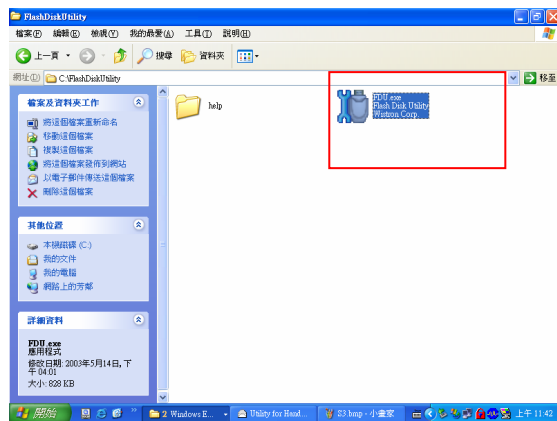 FlashDiskUtility
檔案(F) 編輯(E) 檢視(V) 我的最愛(A) 工具(T) 說明(H)
上一頁 搜尋 資料夾
網址(D) C:\FlashDiskUtility 移至
檔案及資料夾工作
將這個檔案重新命名
移動這個檔案
複製這個檔案
將這個檔案發佈到網站
以電子郵件傳送這個檔案
刪除這個檔案
其他位置
本機磁碟 (C:)
我的文件
我的電腦
網路上的芳鄰
詳細資料
FDU.exe
應用程式
修改日期: 2003年5月14日, 下
午 04:01
大小: 828 KB
help
FDU.exe
Flash Disk Utility
Wistron Corp.
開始 2 Windows E... Utility for Hand... S3.bmp - 小畫家 上午 11:42